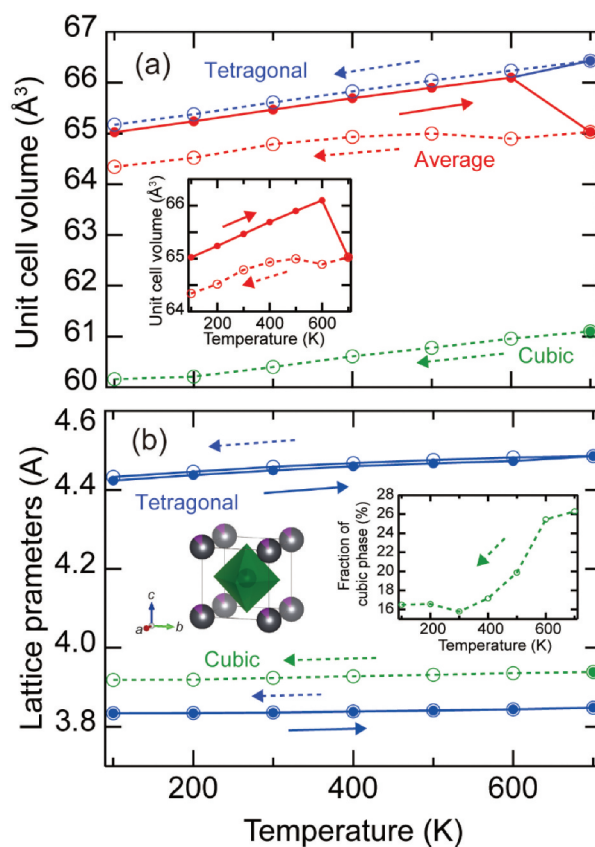 67
66
65
64
63
62
61
60
Unit cell volume (Å³)
(a)
Tetragonal
Average
Cubic
66
65
64
Unit cell volume (Å³)
200
400
600
Temperature (K)
4.6
4.4
4.2
4.0
3.8
Lattice prameters (A)
(b)
Tetragonal
Cubic
c
a
b
28
26
24
22
20
18
16
Fraction of
cubic phase (%)
200
400
600
Temperature (K)
200
400
600
Temperature (K)